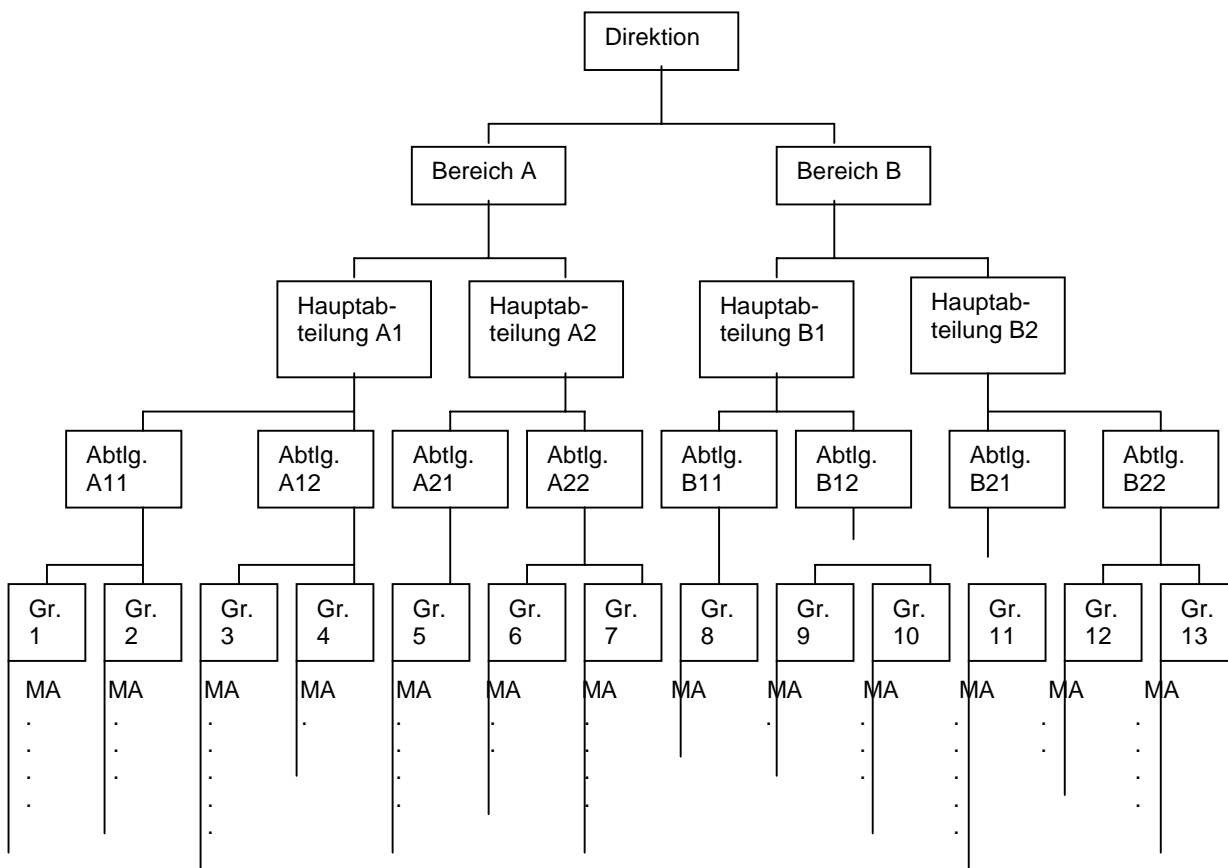 Direktion
Bereich A
Bereich B
Hauptab-
teilung A1
Hauptab-
teilung A2
Hauptab-
teilung B1
Hauptab-
teilung B2
Abtlg.
A11
Abtlg.
A12
Abtlg.
A21
Abtlg.
A22
Abtlg.
B11
Abtlg.
B12
Abtlg.
B21
Abtlg.
B22
Gr.
1
Gr.
2
Gr.
3
Gr.
4
Gr.
5
Gr.
6
Gr.
7
Gr.
8
Gr.
9
Gr.
10
Gr.
11
Gr.
12
Gr.
13
MA
.
.
.
.
MA
.
.
.
MA
.
.
.
.
.
MA
.
MA
.
.
.
.
MA
.
.
MA
.
.
.
.
MA
.
MA
.
MA
.
.
.
MA
.
.
.
.
.
MA
.
.
MA
.
.
.
.